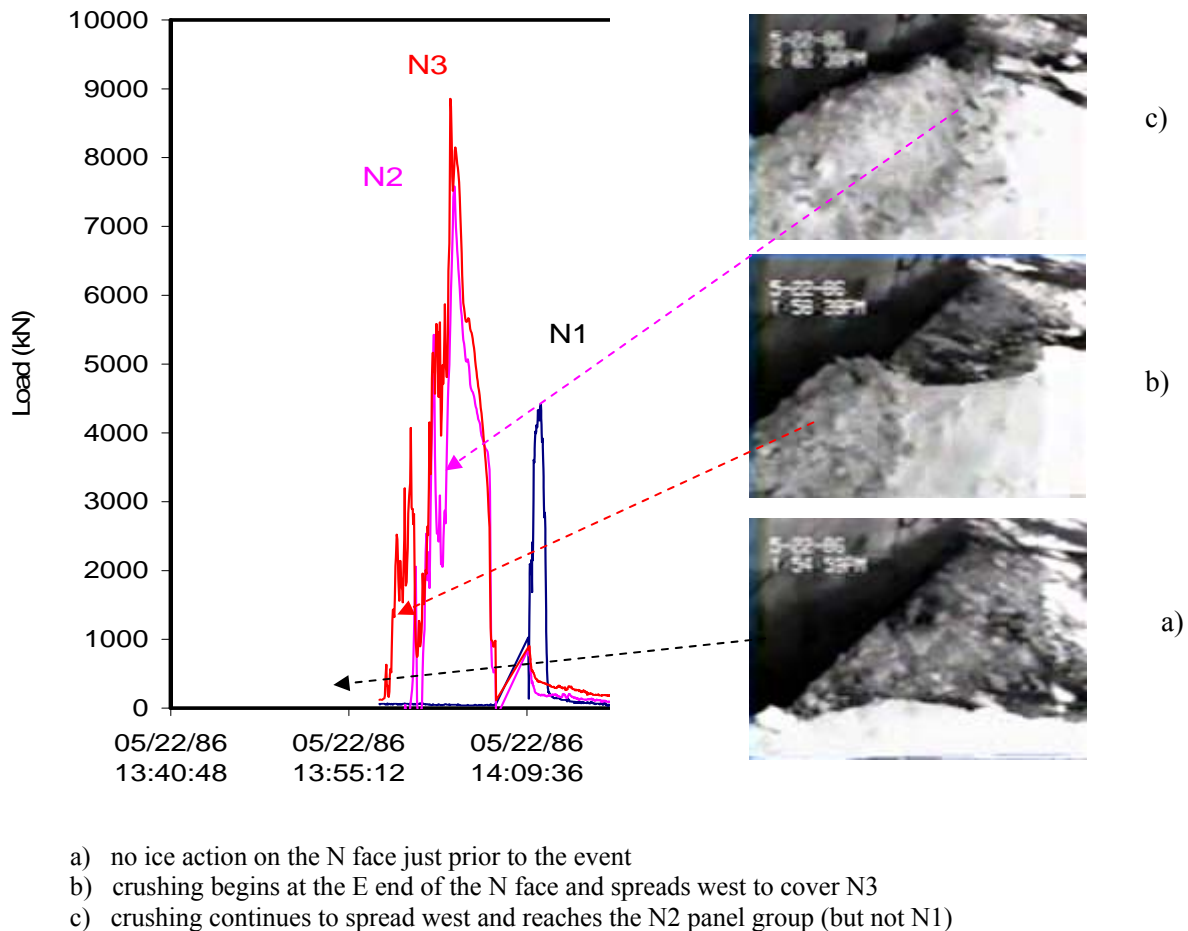 10000
9000
8000
7000
6000
5000
4000
3000
2000
1000
0
Load (kN)
N3
N2
N1
05/22/86
13:40:48
05/22/86
13:55:12
05/22/86
14:09:36
c)
b)
a)
a) no ice action on the N face just prior to the event
b) crushing begins at the E end of the N face and spreads west to cover N3
c) crushing continues to spread west and reaches the N2 panel group (but not N1)